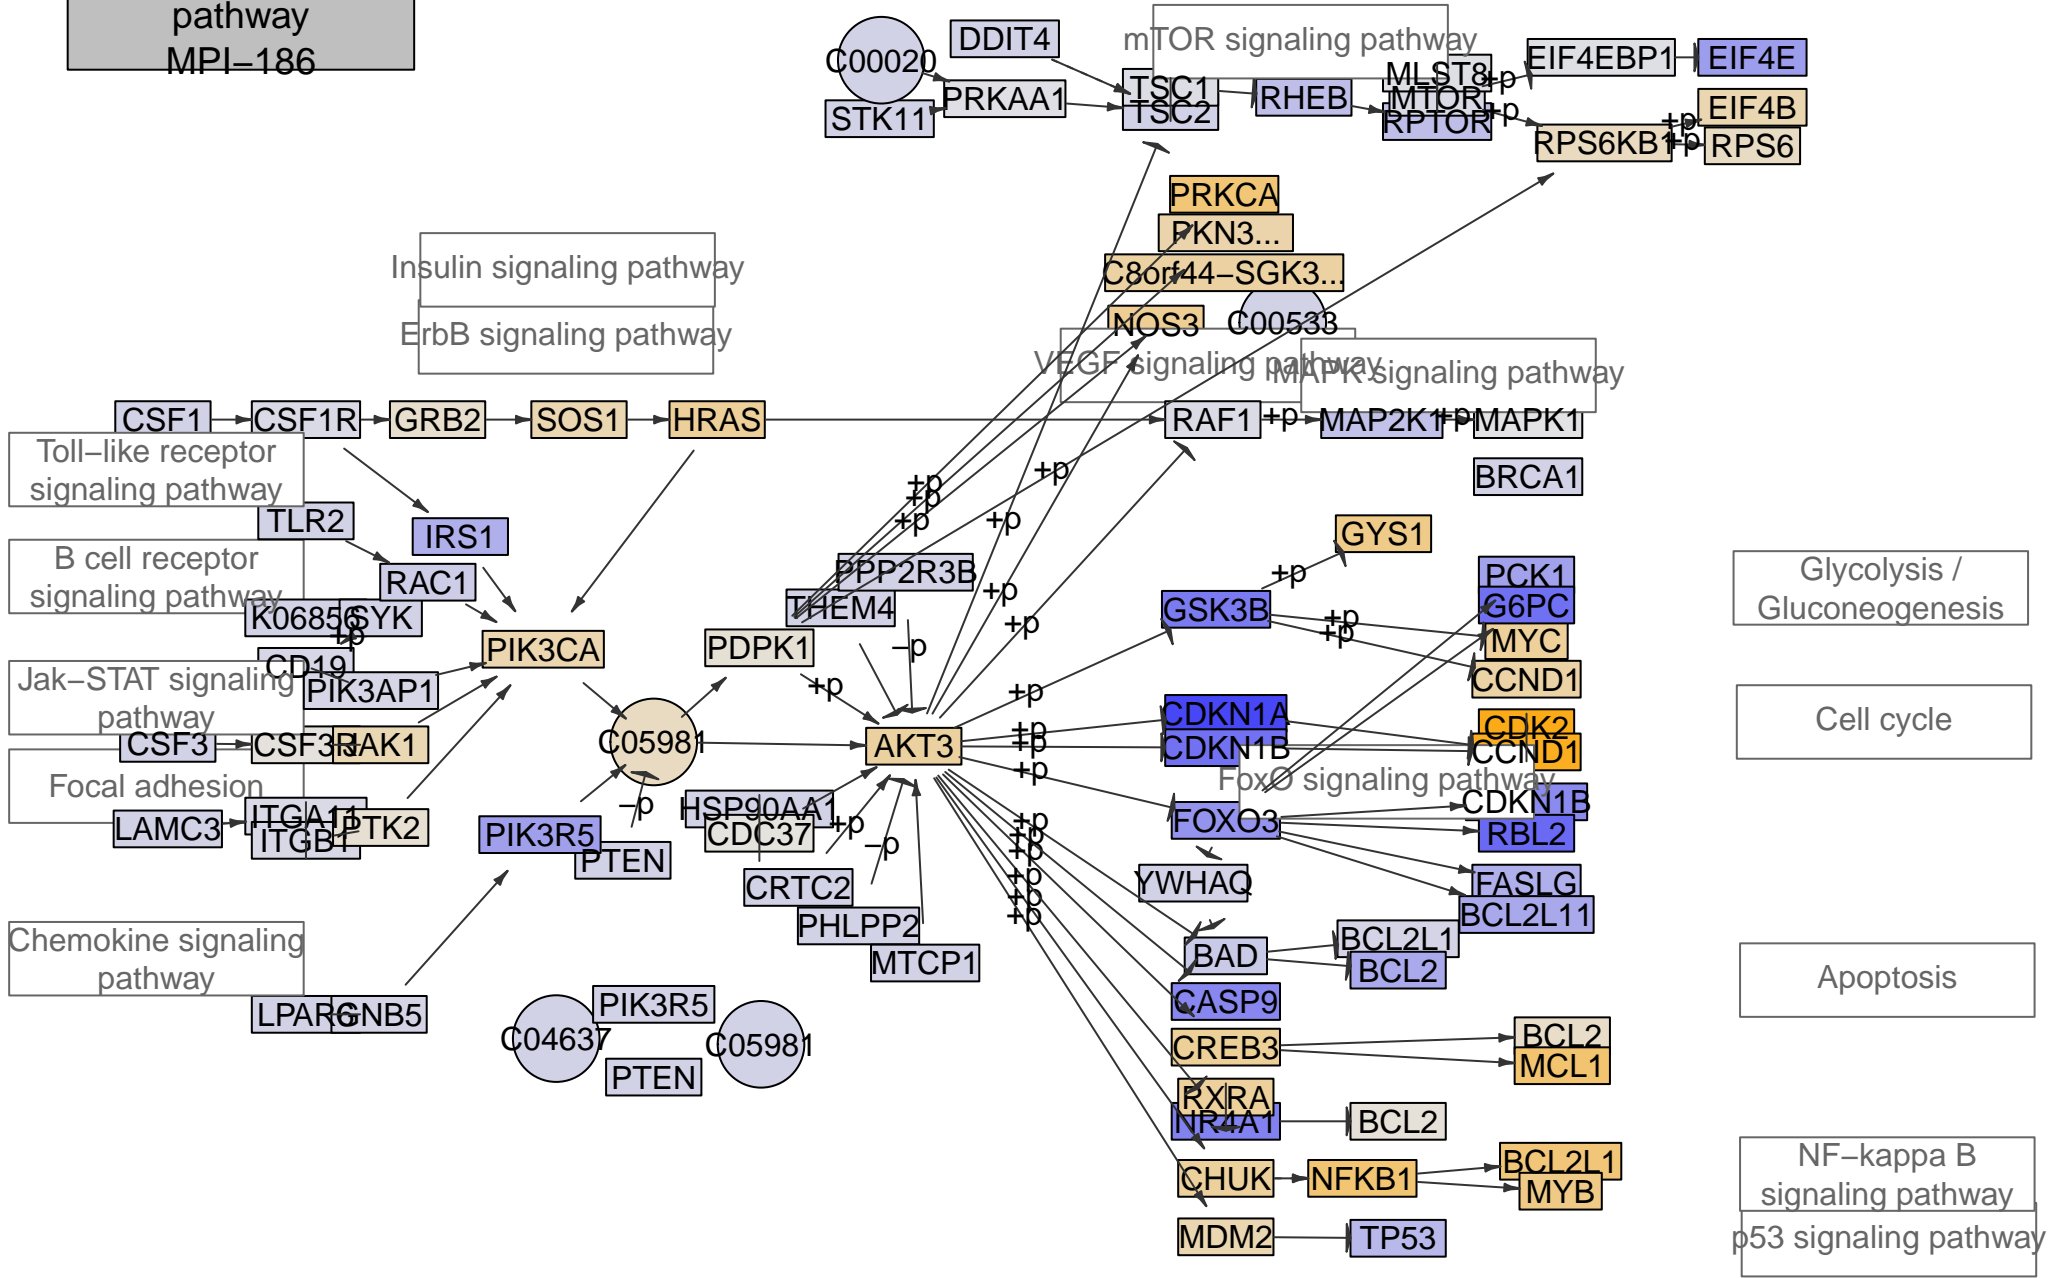 pathway
MPI−186
C00020
DDIT4
STK11
PRKAA1
mTOR signaling pathway
TSC1
TSC2
RHEB
MLST8
MTOR
RPTOR
+p
+p
EIF4EBP1
EIF4E
RPS6KB1
+p
+p
EIF4B
RPS6
PRKCA
PKN3...
C8orf44−SGK3...
NOS3
C00533
Insulin signaling pathway
ErbB signaling pathway
VEGF signaling pathway
MAPK signaling pathway
CSF1
CSF1R
GRB2
SOS1
HRAS
RAF1
+p
MAP2K1
+p
MAPK1
BRCA1
Toll−like receptor
signaling pathway
TLR2
IRS1
B cell receptor
signaling pathway
RAC1
K06856
SYK
+p
CD19
PIK3AP1
PIK3CA
Jak−STAT signaling
pathway
CSF3
CSF3R
JAK1
Focal adhesion
LAMC3
ITGA11
ITGB1
PTK2
PIK3R5
PTEN
−p
C05981
PDPK1
THEM4
PPP2R3B
+p
−p
+p
+p
+p
+p
+p
+p
+p
AKT3
HSP90AA1
CDC37
+p
−p
CRTC2
PHLPP2
MTCP1
Chemokine signaling
pathway
LPAR6
GNB5
C04637
PIK3R5
C05981
PTEN
+p
+p
+p
+p
+p
+p
+p
+p
+p
+p
GYS1
+p
GSK3B
+p
+p
PCK1
G6PC
MYC
CCND1
CDKN1A
CDKN1B
CDK2
CCND1
FoxO signaling pathway
FOXO3
CDKN1B
RBL2
FASLG
BCL2L11
YWHAQ
BAD
BCL2L1
BCL2
CASP9
CREB3
BCL2
MCL1
RXRA
NR4A1
BCL2
CHUK
NFKB1
BCL2L1
MYB
MDM2
TP53
Glycolysis /
Gluconeogenesis
Cell cycle
Apoptosis
NF−kappa B
signaling pathway
p53 signaling pathway